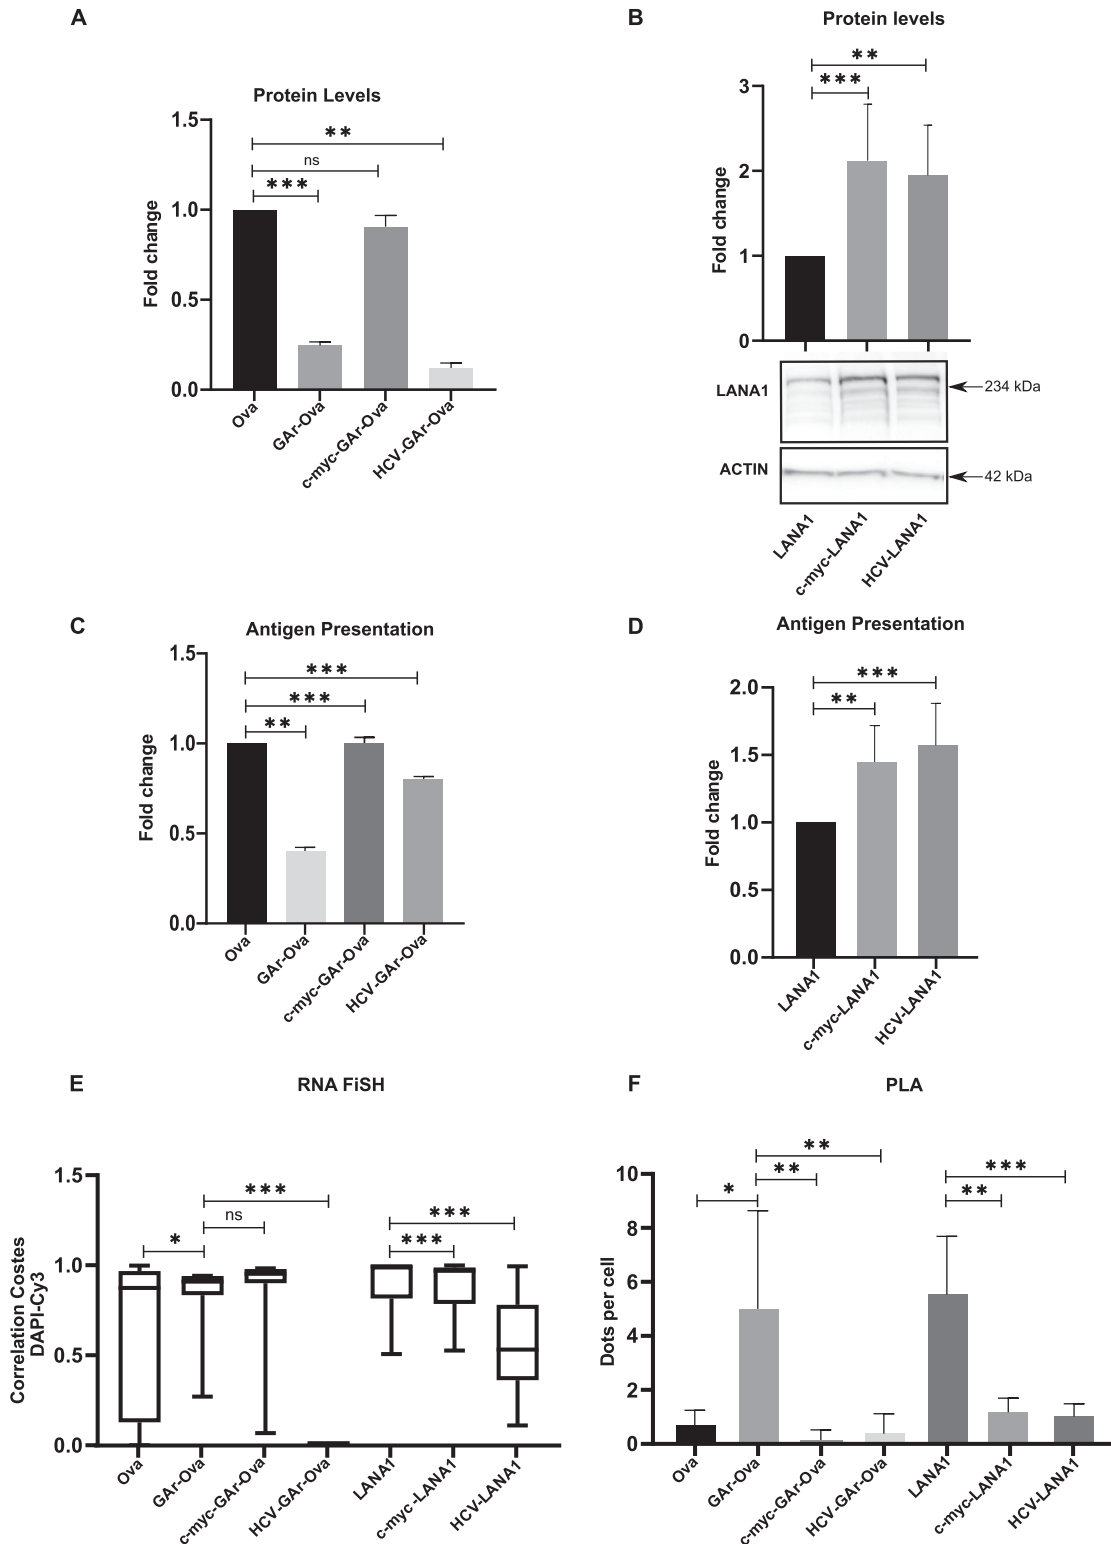 A
Protein Levels
Fold change
1.5
1.0
0.5
0.0
**
ns
***
Ova
GAr-Ova
c-myc-GAr-Ova
HCV-GAr-Ova
B
Protein levels
Fold change
3
2
1
0
**
***
LANA1
234 kDa
ACTIN
42 kDa
LANA1
c-myc-LANA1
HCV-LANA1
C
Antigen Presentation
Fold change
1.5
1.0
0.5
0.0
***
***
**
Ova
GAr-Ova
c-myc-GAr-Ova
HCV-GAr-Ova
D
Antigen Presentation
Fold change
2.0
1.5
1.0
0.5
0.0
***
**
LANA1
c-myc-LANA1
HCV-LANA1
E
RNA FiSH
Correlation Costes
DAPI-Cy3
1.5
1.0
0.5
0.0
***
ns
*
***
***
Ova
GAr-Ova
c-myc-GAr-Ova
HCV-GAr-Ova
LANA1
c-myc-LANA1
HCV-LANA1
F
PLA
Dots per cell
10
8
6
4
2
0
**
**
*
***
**
Ova
GAr-Ova
c-myc-GAr-Ova
HCV-GAr-Ova
LANA1
c-myc-LANA1
HCV-LANA1